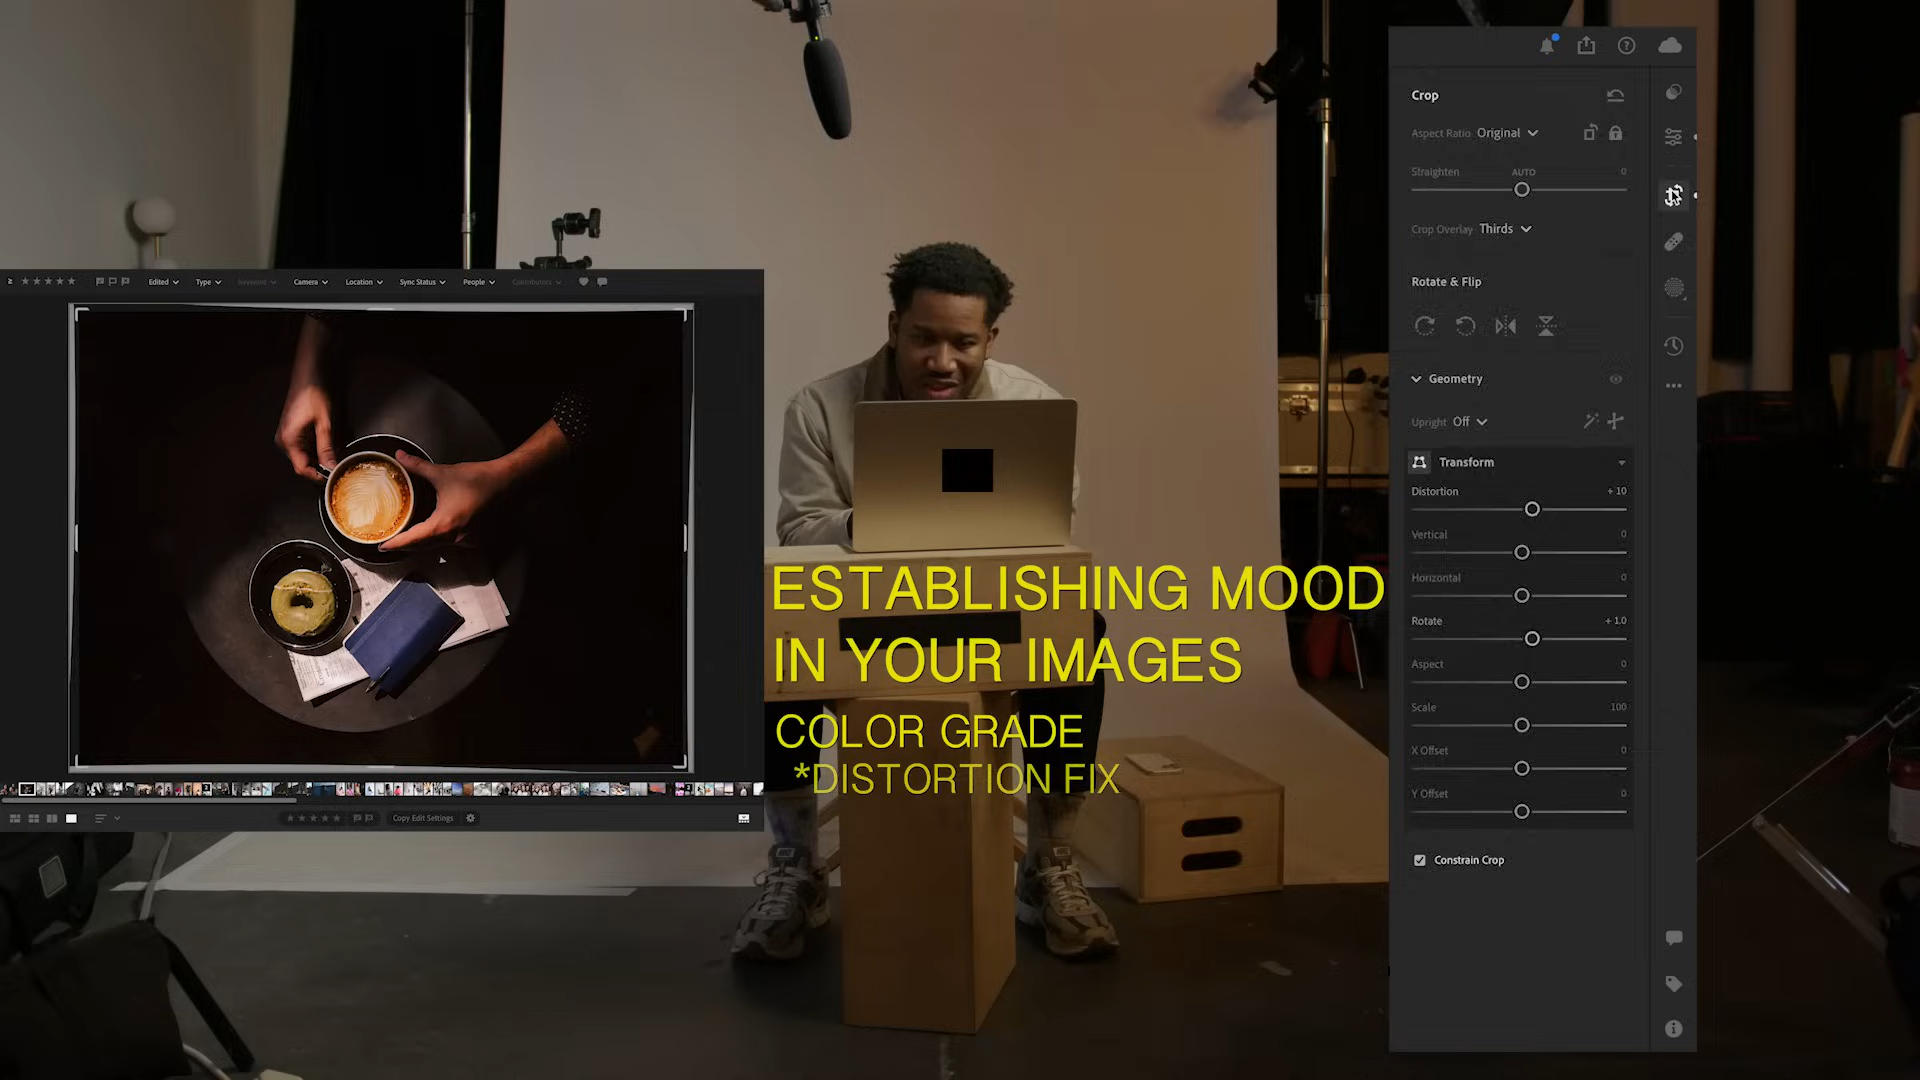 Edited Type Keyword Camera Location Sync Status People Contributors
Copy Edit Settings
ESTABLISHING MOOD
IN YOUR IMAGES
COLOR GRADE
*DISTORTION FIX
Crop
Aspect Ratio Original
Straighten AUTO 0
Crop Overlay Thirds
Rotate & Flip
Geometry
Upright Off
Transform
Distortion + 10
Vertical 0
Horizontal 0
Rotate + 1.0
Aspect 0
Scale 100
X Offset 0
Y Offset 0
Constrain Crop